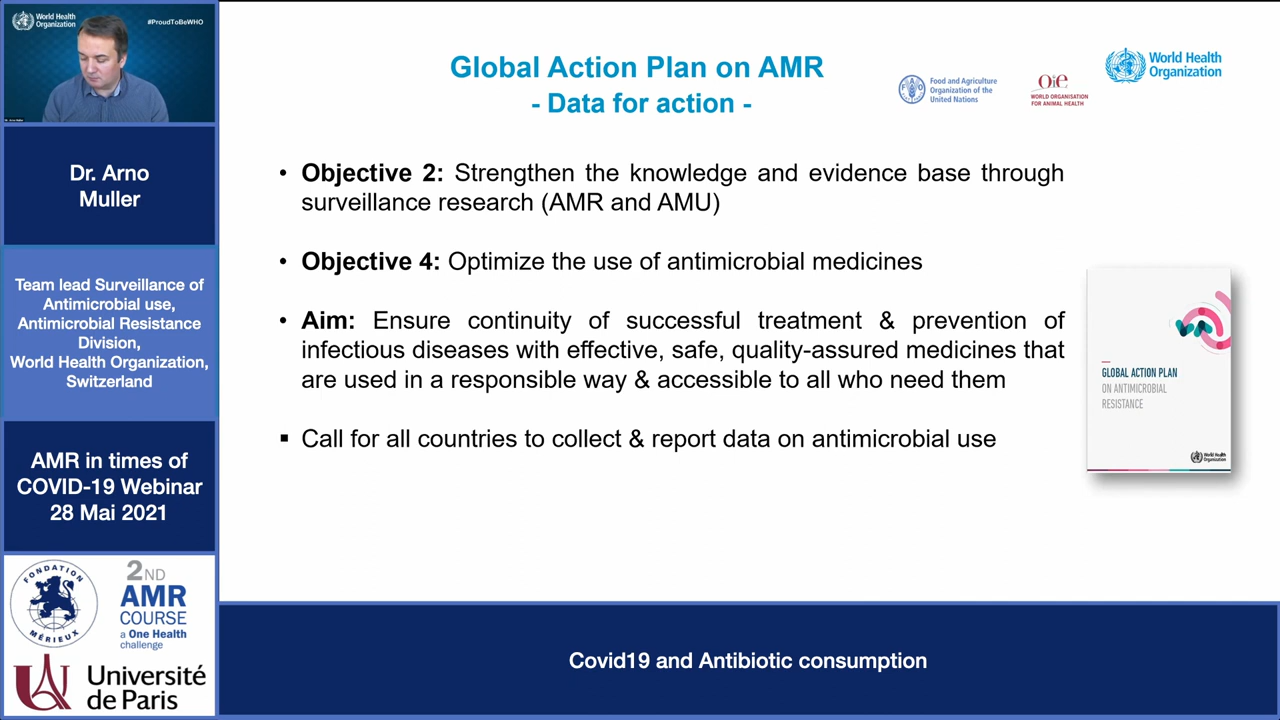 World Health
Organization
#ProudToBeWHO
Dr. Arno
Muller
Team lead Surveillance of
Antimicrobial use,
Antimicrobial Resistance
Division,
World Health Organization,
Switzerland
AMR in times of
COVID-19 Webinar
28 Mai 2021
FONDATION
MÉRIEUX
2ND
AMR
COURSE
a One Health
challenge
Université
de Paris
Global Action Plan on AMR
- Data for action -
Food and Agriculture
Organization of the
United Nations
Oie
WORLD ORGANISATION
FOR ANIMAL HEALTH
World Health
Organization
• Objective 2: Strengthen the knowledge and evidence base through
surveillance research (AMR and AMU)
• Objective 4: Optimize the use of antimicrobial medicines
• Aim: Ensure continuity of successful treatment & prevention of
infectious diseases with effective, safe, quality-assured medicines that
are used in a responsible way & accessible to all who need them
▪ Call for all countries to collect & report data on antimicrobial use
GLOBAL ACTION PLAN
ON ANTIMICROBIAL
RESISTANCE
World Health
Organization
Covid19 and Antibiotic consumption